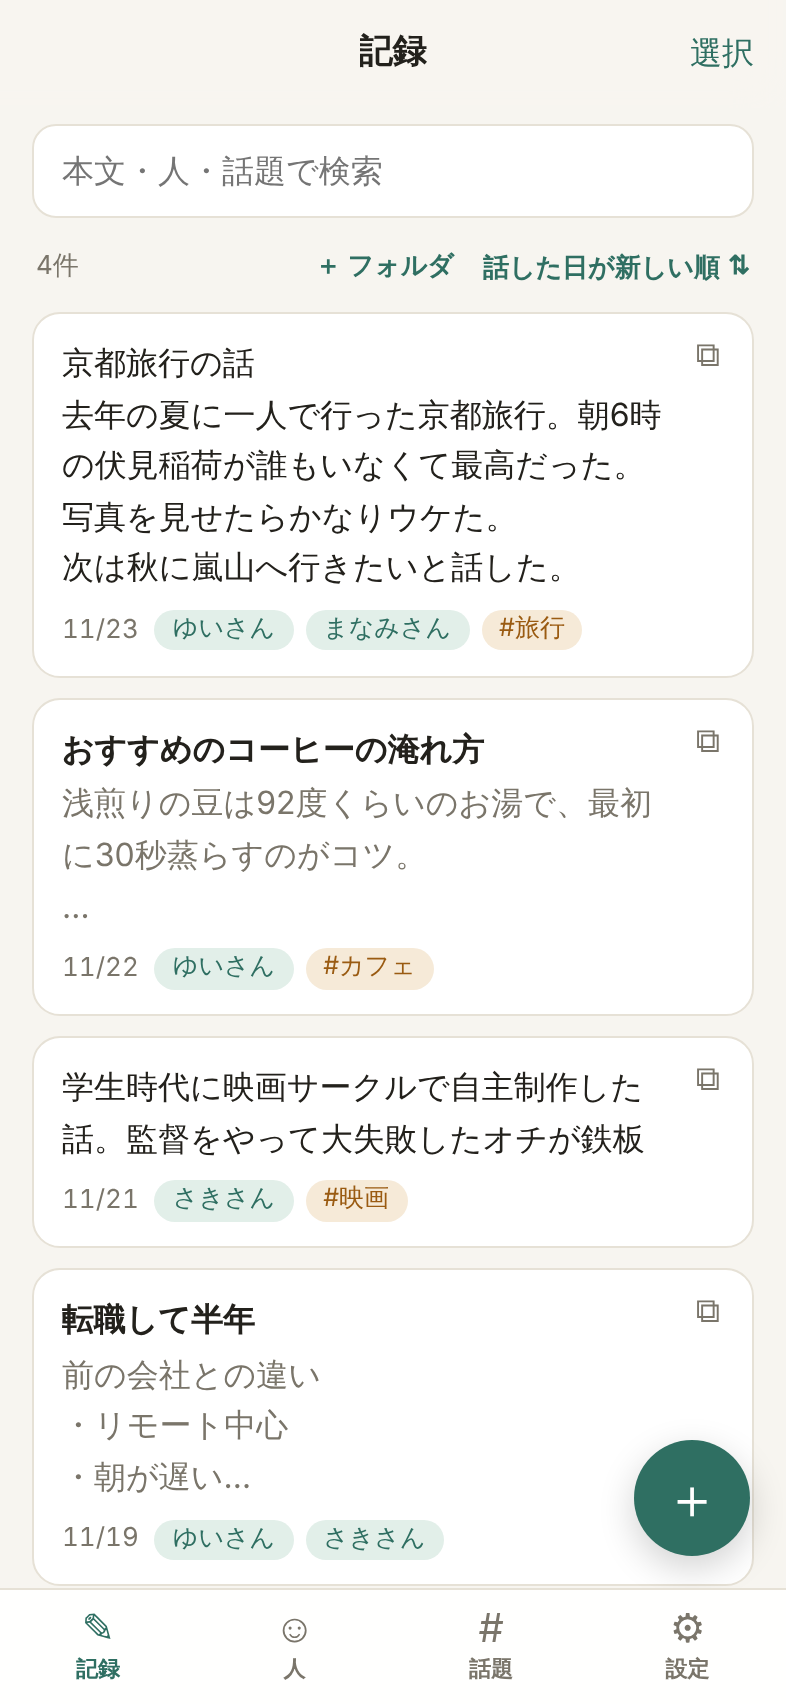 記録
選択
本文・人・話題で検索
4件
+ フォルダ
話した日が新しい順 ⇅
京都旅行の話
去年の夏に一人で行った京都旅行。朝6時
の伏見稲荷が誰もいなくて最高だった。
写真を見せたらかなりウケた。
次は秋に嵐山へ行きたいと話した。
11/23 ゆいさん まなみさん #旅行
おすすめのコーヒーの淹れ方
浅煎りの豆は92度くらいのお湯で、最初
に30秒蒸らすのがコツ。
...
11/22 ゆいさん #カフェ
学生時代に映画サークルで自主制作した
話。監督をやって大失敗したオチが鉄板
11/21 さきさん #映画
転職して半年
前の会社との違い
・リモート中心
・朝が遅い...
11/19 ゆいさん さきさん
+
記録
人
#
話題
設定